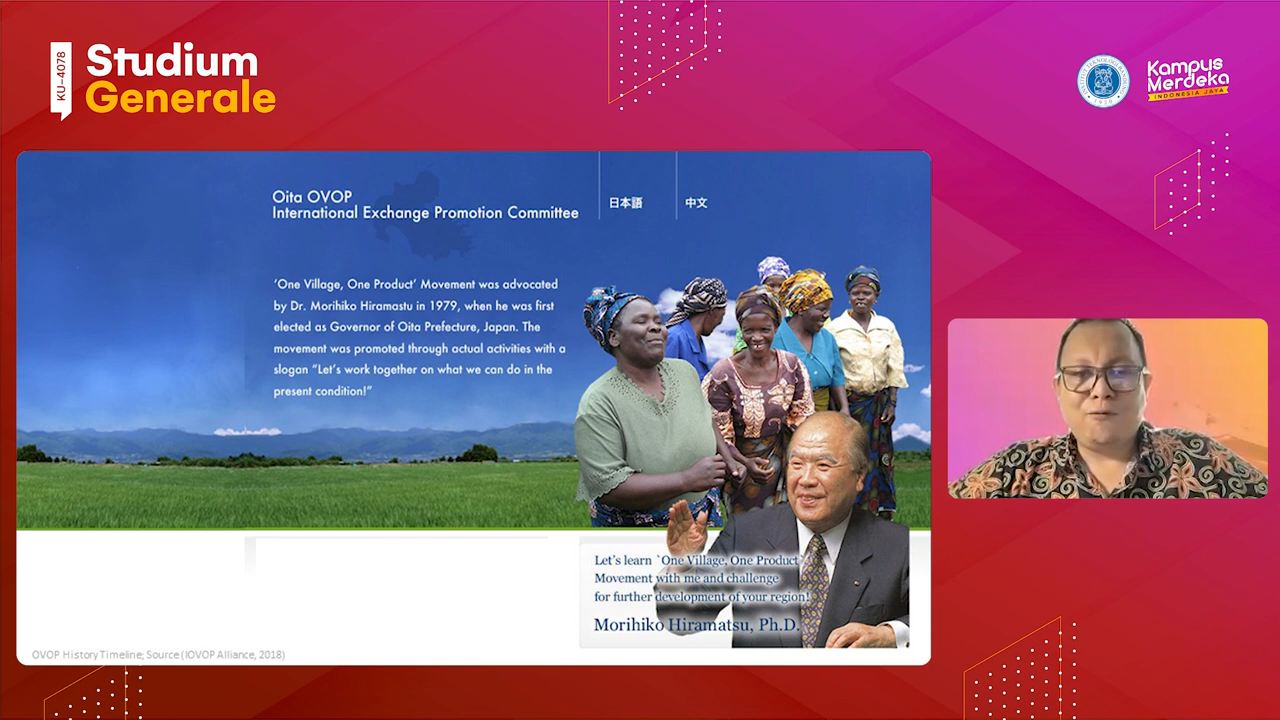 KU-4078
Studium
Generale
INSTITUT TEKNOLOGI BANDUNG
1920
Kampus
Merdeka
INDONESIA JAYA
Oita OVOP
International Exchange Promotion Committee
日本語
中文
‘One Village, One Product’ Movement was advocated
by Dr. Morihiko Hiramastu in 1979, when he was first
elected as Governor of Oita Prefecture, Japan. The
movement was promoted through actual activities with a
slogan “Let’s work together on what we can do in the
present condition!”
Let’s learn `One Village, One Product’
Movement with me and challenge
for further development of your region!
Morihiko Hiramatsu, Ph.D.
OVOP History Timeline; Source (IOVOP Alliance, 2018)